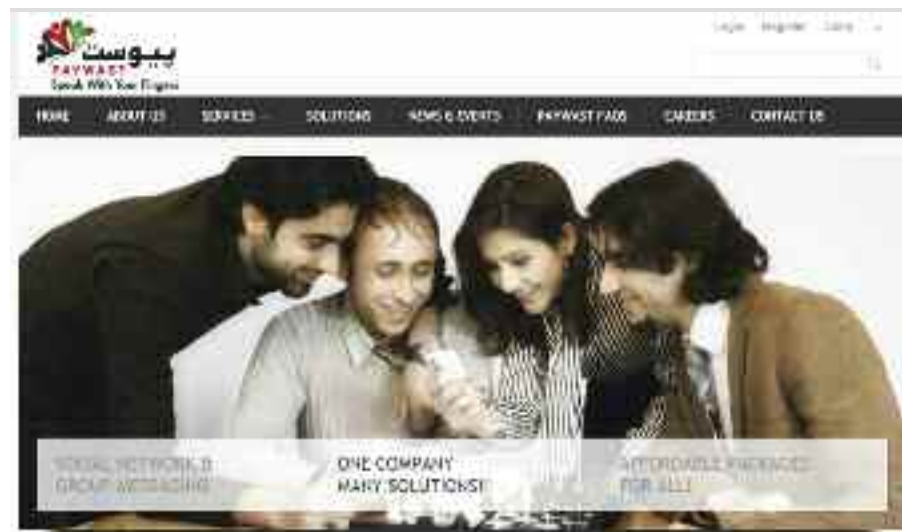 Login Register
پیوست
PAYWAST
Speak With Your Fingers
HOME ABOUT US SERVICES SOLUTIONS NEWS & EVENTS PAYWAST FAQS CAREERS CONTACT US
SOCIAL NETWORK &
GROUP MESSAGING
ONE COMPANY
MANY SOLUTIONS!
AFFORDABLE PACKAGES
FOR ALL!